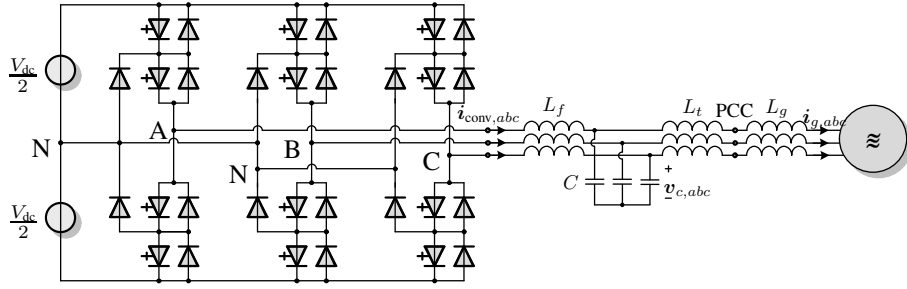 V_dc/2
N
V_dc/2
A
B
N
C
i_conv,abc
L_f
L_t
PCC
L_g
i_g,abc
≋
C
+
v_c,abc
-